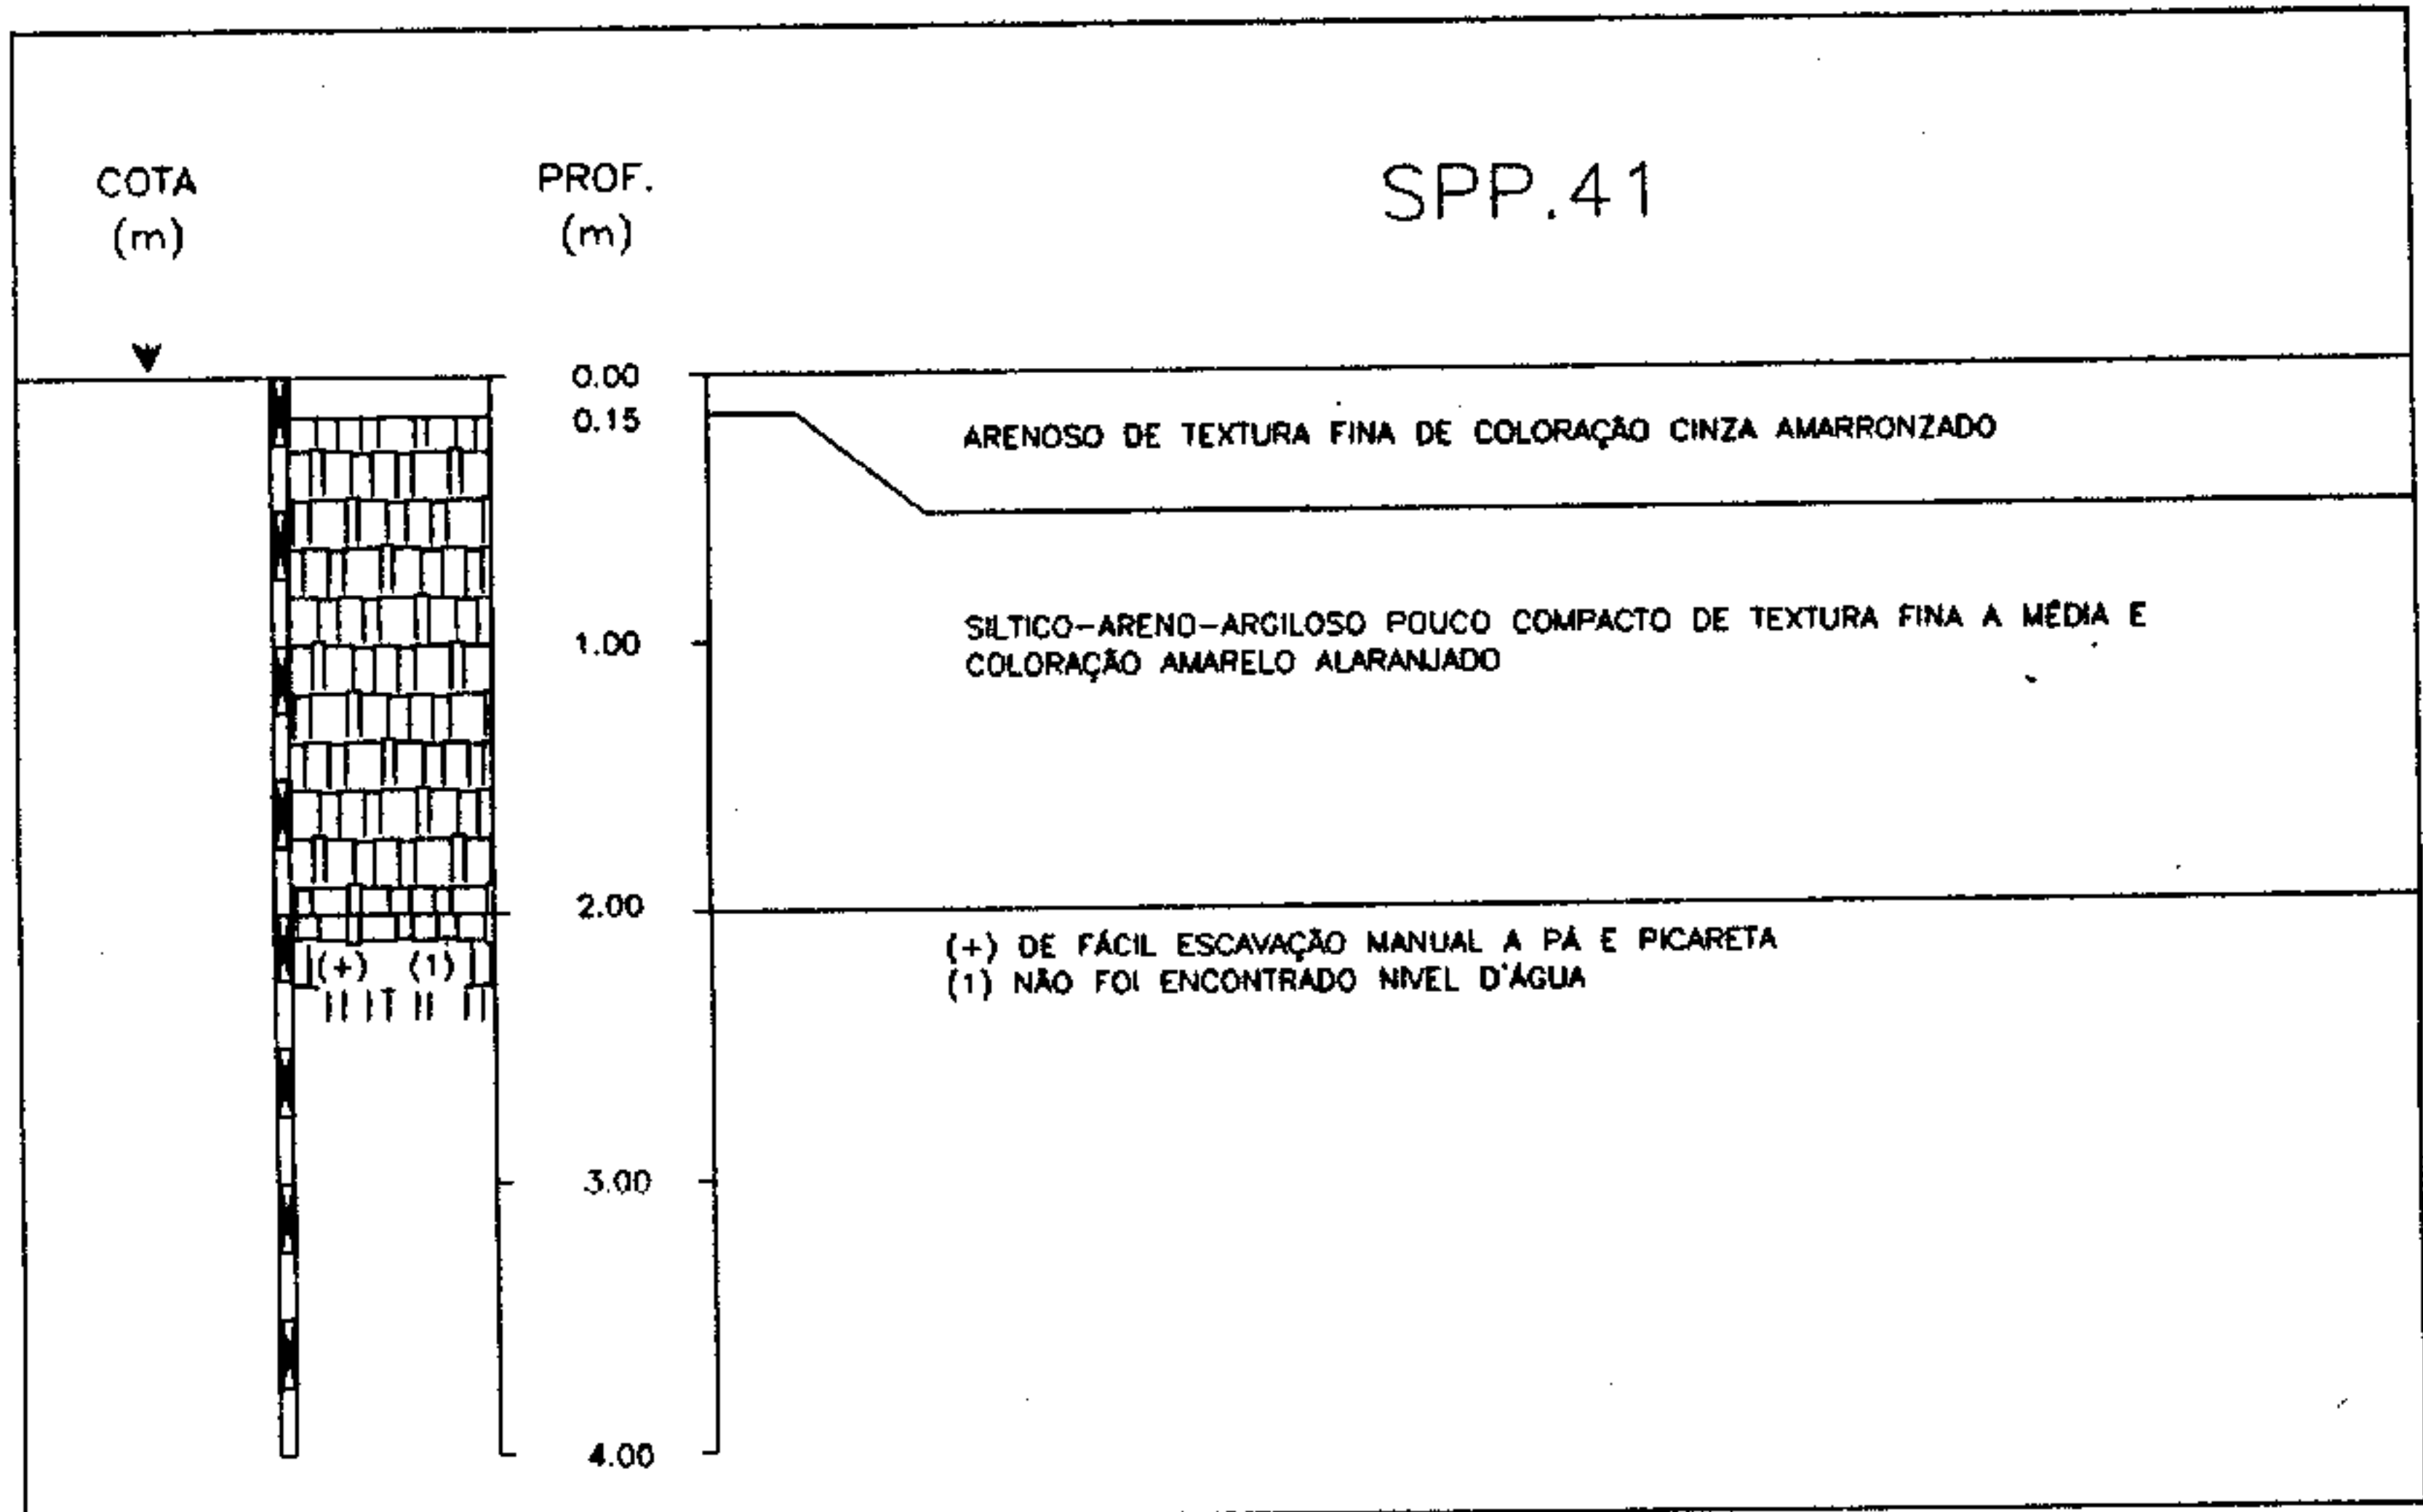 COTA
(m)
PROF.
(m)
SPP.41
0.00
0.15
ARENOSO DE TEXTURA FINA DE COLORAÇÃO CINZA AMARRONZADO
1.00
SILTICO-ARENO-ARGILOSO POUCO COMPACTO DE TEXTURA FINA A MÉDIA E
COLORAÇÃO AMARELO ALARANJADO
2.00
(+) DE FÁCIL ESCAVAÇÃO MANUAL A PÁ E PICARETA
(1) NÃO FOI ENCONTRADO NIVEL D'ÁGUA
(+) (1)
3.00
4.00